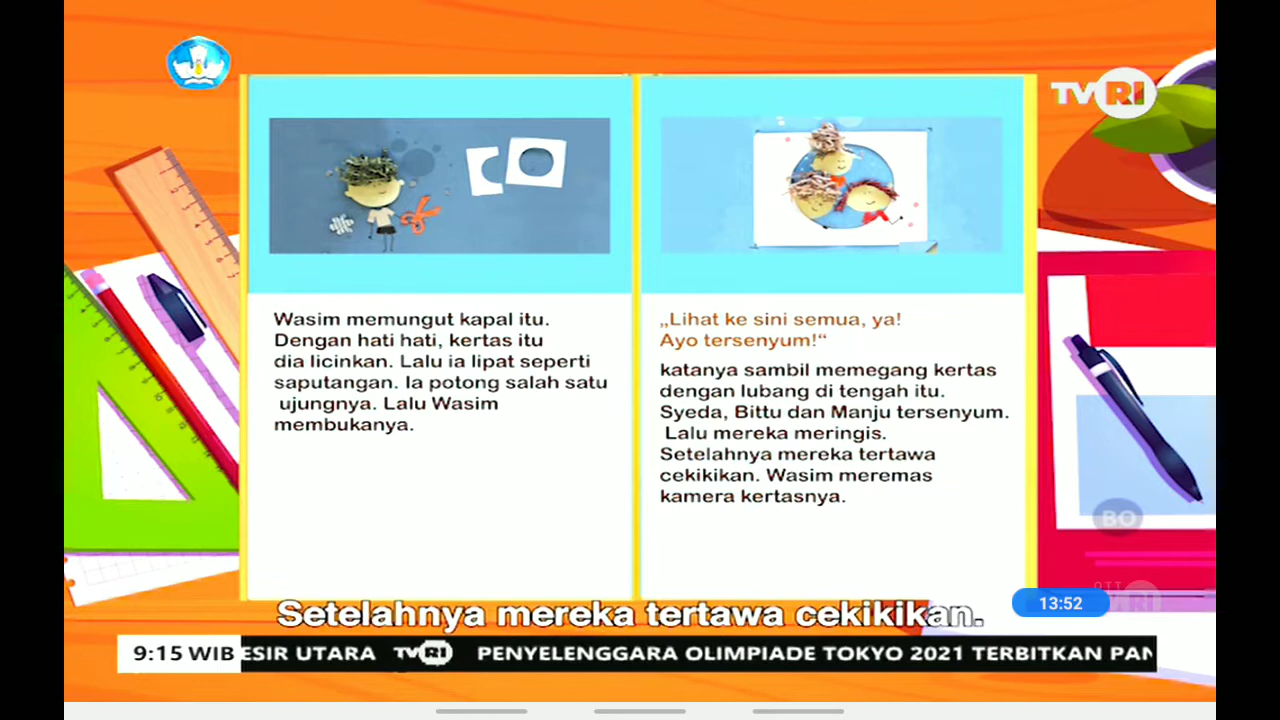 TVRI
Wasim memungut kapal itu.
Dengan hati hati, kertas itu
dia licinkan. Lalu ia lipat seperti
saputangan. Ia potong salah satu
ujungnya. Lalu Wasim
membukanya.
„Lihat ke sini semua, ya!
Ayo tersenyum!“
katanya sambil memegang kertas
dengan lubang di tengah itu.
Syeda, Bittu dan Manju tersenyum.
Lalu mereka meringis.
Setelahnya mereka tertawa
cekikikan. Wasim meremas
kamera kertasnya.
BO
OTT
TVRI
13:52
Setelahnya mereka tertawa cekikikan.
9:15 WIB ESIR UTARA TVRI PENYELENGGARA OLIMPIADE TOKYO 2021 TERBITKAN PAN